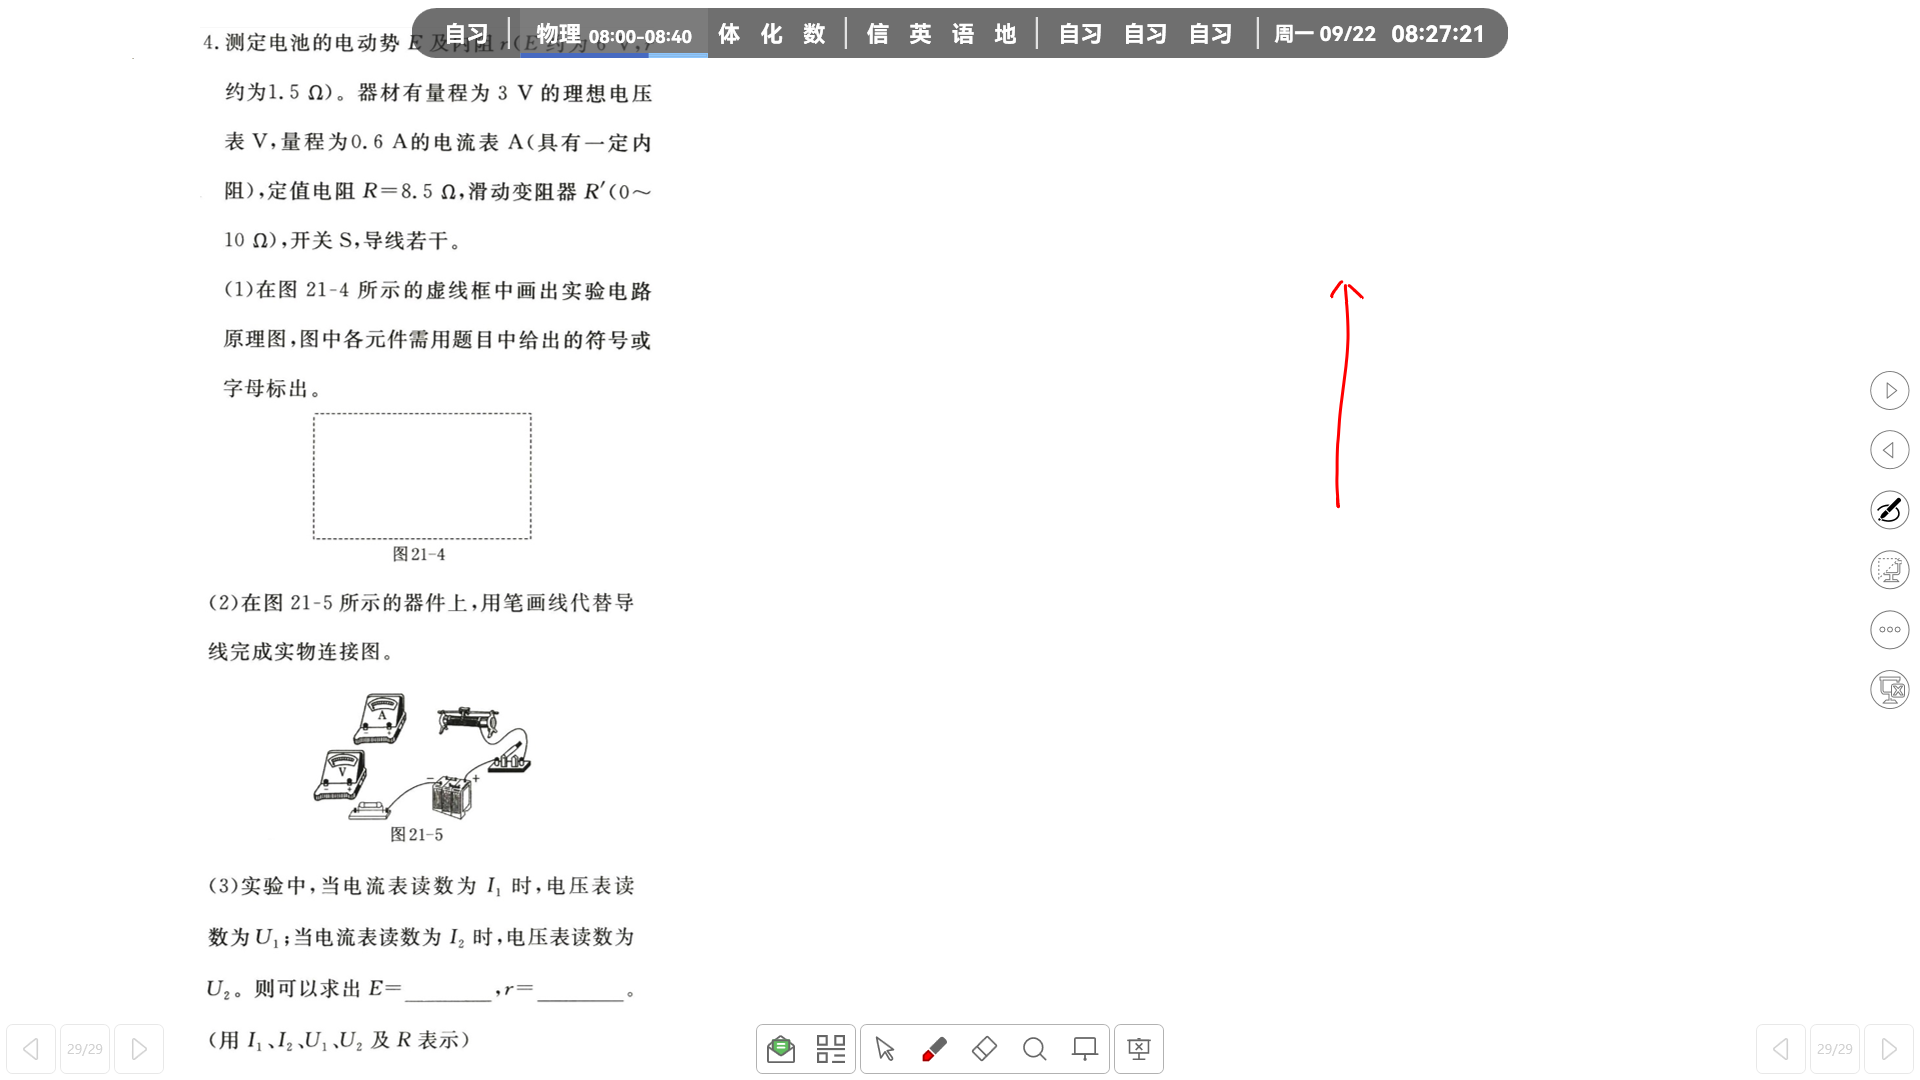 自习 | 物理 08:00-08:40 体 化 数 | 信 英 语 地 | 自习 自习 自习 | 周一 09/22 08:27:21
4.测定电池的电动势 E 及内阻 r(E 约为 6 V,r
约为1.5 Ω)。器材有量程为 3 V 的理想电压
表 V,量程为0.6 A的电流表 A(具有一定内
阻),定值电阻 R=8.5 Ω,滑动变阻器 R′(0～
10 Ω),开关 S,导线若干。
(1)在图 21-4 所示的虚线框中画出实验电路
原理图,图中各元件需用题目中给出的符号或
字母标出。
图21-4
(2)在图 21-5 所示的器件上,用笔画线代替导
线完成实物连接图。
A
- +
V
- +
- +
图21-5
(3)实验中,当电流表读数为 I₁ 时,电压表读
数为U₁;当电流表读数为 I₂ 时,电压表读数为
U₂。则可以求出 E=________,r=________。
(用 I₁、I₂、U₁、U₂ 及 R 表示)
29/29
29/29